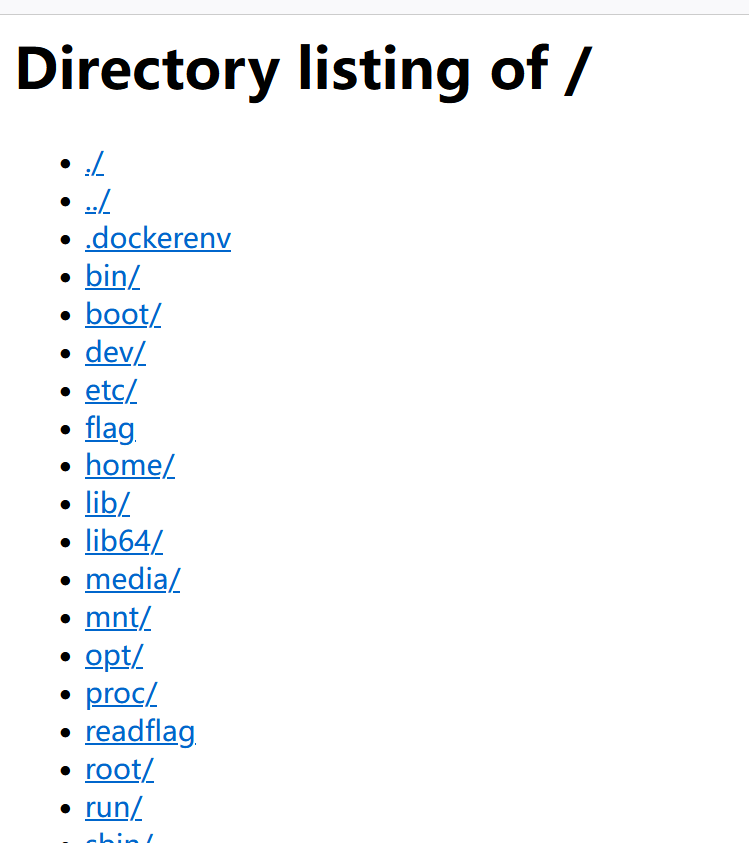 Directory listing of /
./
../
.dockerenv
bin/
boot/
dev/
etc/
flag
home/
lib/
lib64/
media/
mnt/
opt/
proc/
readflag
root/
run/
sbin/